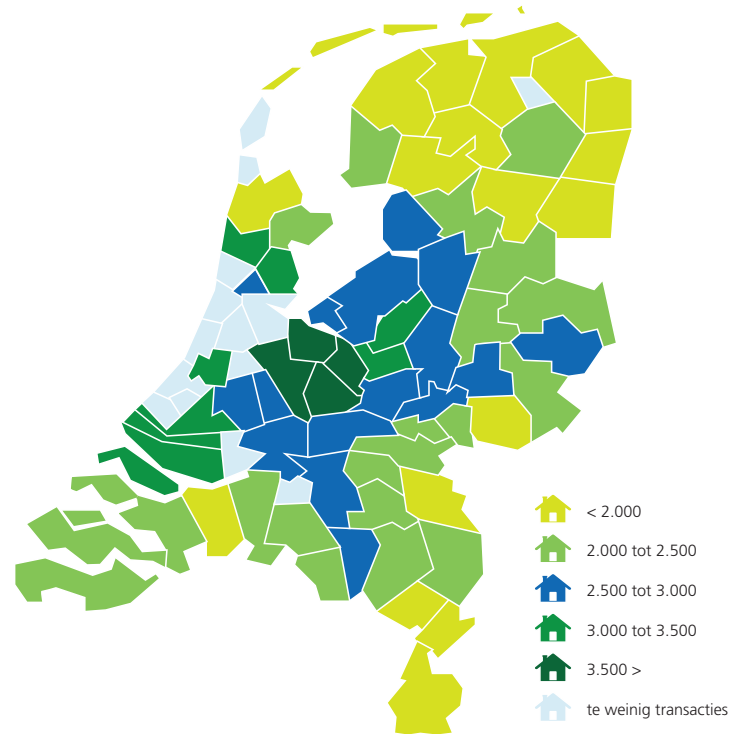 < 2.000
2.000 tot 2.500
2.500 tot 3.000
3.000 tot 3.500
3.500 >
te weinig transacties